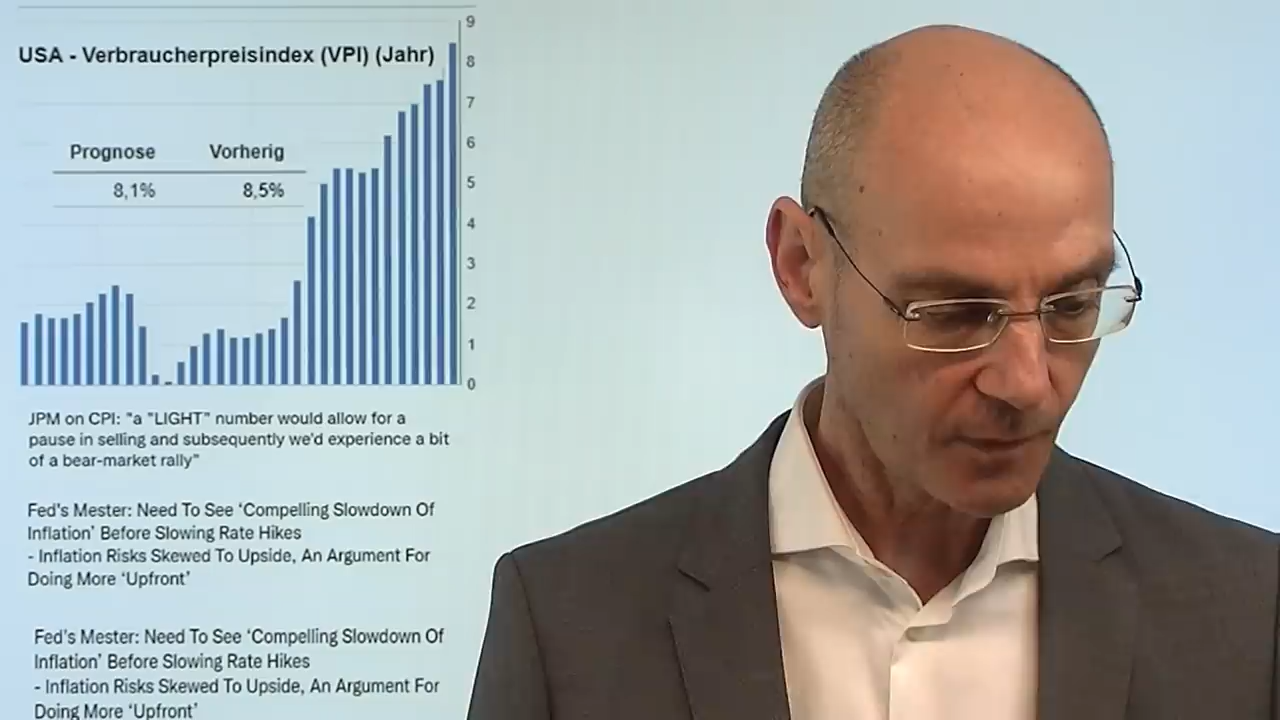 USA - Verbraucherpreisindex (VPI) (Jahr)
Prognose Vorherig
8,1% 8,5%
9
8
7
6
5
4
3
2
1
0
JPM on CPI: "a "LIGHT" number would allow for a
pause in selling and subsequently we'd experience a bit
of a bear-market rally"
Fed's Mester: Need To See ‘Compelling Slowdown Of
Inflation’ Before Slowing Rate Hikes
- Inflation Risks Skewed To Upside, An Argument For
Doing More ‘Upfront’
Fed's Mester: Need To See ‘Compelling Slowdown Of
Inflation’ Before Slowing Rate Hikes
- Inflation Risks Skewed To Upside, An Argument For
Doing More ‘Upfront’